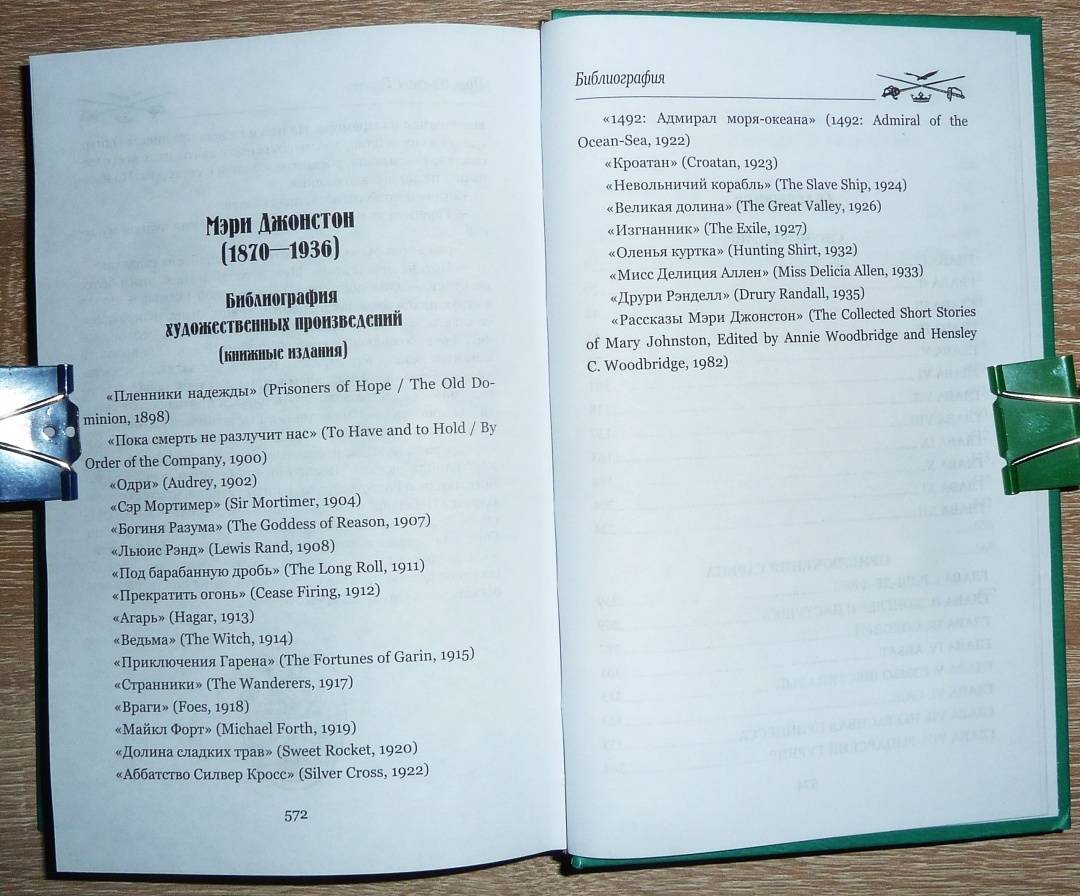 Мэри Джонстон
(1870—1936)
Библиография
художественных произведений
(книжные издания)
«Пленники надежды» (Prisoners of Hope / The Old Do-
minion, 1898)
«Пока смерть не разлучит нас» (To Have and to Hold / By
Order of the Company, 1900)
«Одри» (Audrey, 1902)
«Сэр Мортимер» (Sir Mortimer, 1904)
«Богиня Разума» (The Goddess of Reason, 1907)
«Льюис Рэнд» (Lewis Rand, 1908)
«Под барабанную дробь» (The Long Roll, 1911)
«Прекратить огонь» (Cease Firing, 1912)
«Агарь» (Hagar, 1913)
«Ведьма» (The Witch, 1914)
«Приключения Гарена» (The Fortunes of Garin, 1915)
«Странники» (The Wanderers, 1917)
«Враги» (Foes, 1918)
«Майкл Форт» (Michael Forth, 1919)
«Долина сладких трав» (Sweet Rocket, 1920)
«Аббатство Силвер Кросс» (Silver Cross, 1922)
572
Библиография
«1492: Адмирал моря-океана» (1492: Admiral of the
Ocean-Sea, 1922)
«Кроатан» (Croatan, 1923)
«Невольничий корабль» (The Slave Ship, 1924)
«Великая долина» (The Great Valley, 1926)
«Изгнанник» (The Exile, 1927)
«Оленья куртка» (Hunting Shirt, 1932)
«Мисс Делиция Аллен» (Miss Delicia Allen, 1933)
«Друри Рэнделл» (Drury Randall, 1935)
«Рассказы Мэри Джонстон» (The Collected Short Stories
of Mary Johnston, Edited by Annie Woodbridge and Hensley
C. Woodbridge, 1982)